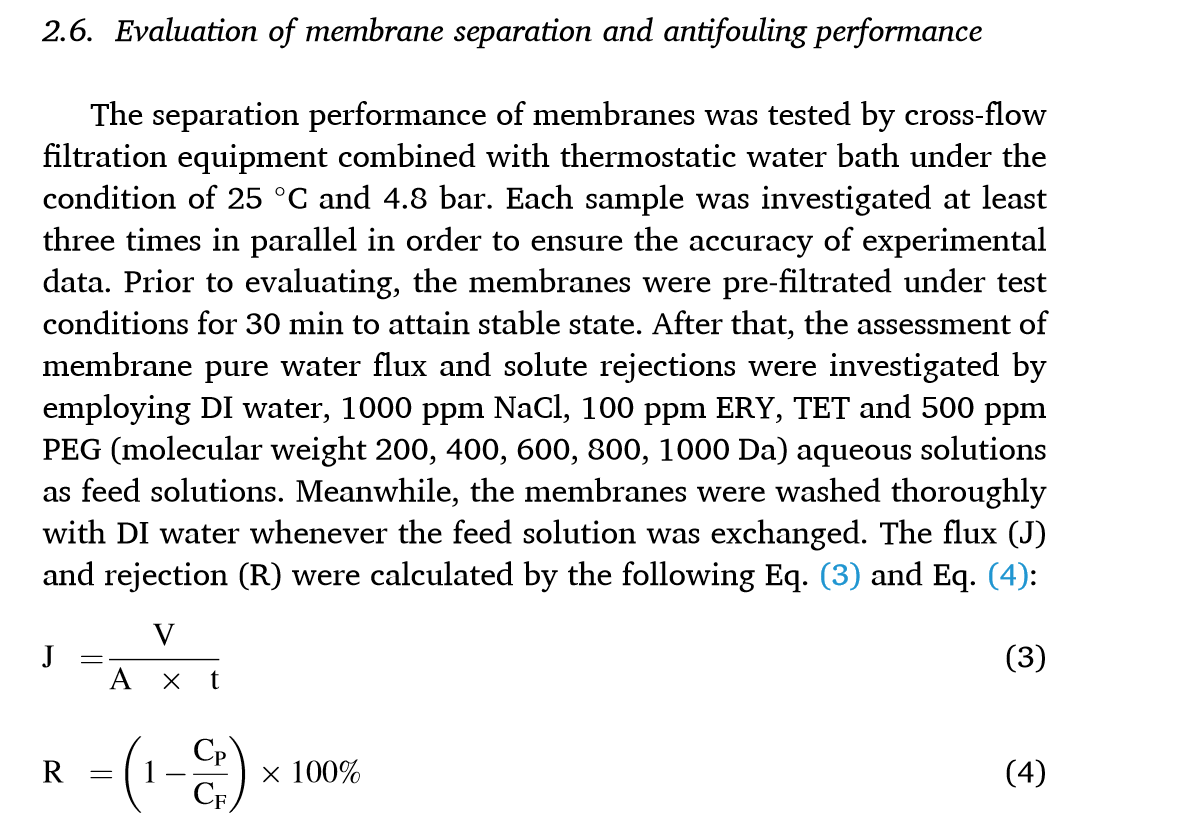 2.6. Evaluation of membrane separation and antifouling performance
The separation performance of membranes was tested by cross-flow
filtration equipment combined with thermostatic water bath under the
condition of 25 °C and 4.8 bar. Each sample was investigated at least
three times in parallel in order to ensure the accuracy of experimental
data. Prior to evaluating, the membranes were pre-filtrated under test
conditions for 30 min to attain stable state. After that, the assessment of
membrane pure water flux and solute rejections were investigated by
employing DI water, 1000 ppm NaCl, 100 ppm ERY, TET and 500 ppm
PEG (molecular weight 200, 400, 600, 800, 1000 Da) aqueous solutions
as feed solutions. Meanwhile, the membranes were washed thoroughly
with DI water whenever the feed solution was exchanged. The flux (J)
and rejection (R) were calculated by the following Eq. (3) and Eq. (4):
J = V / (A × t) (3)
R = (1 − C_P / C_F) × 100% (4)